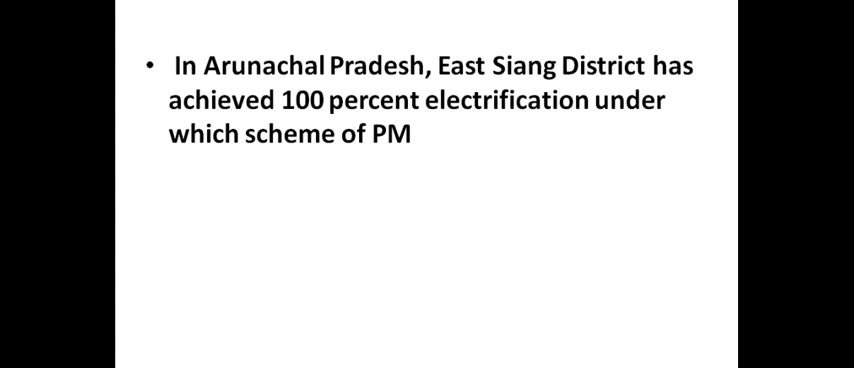 • In Arunachal Pradesh, East Siang District has
achieved 100 percent electrification under
which scheme of PM